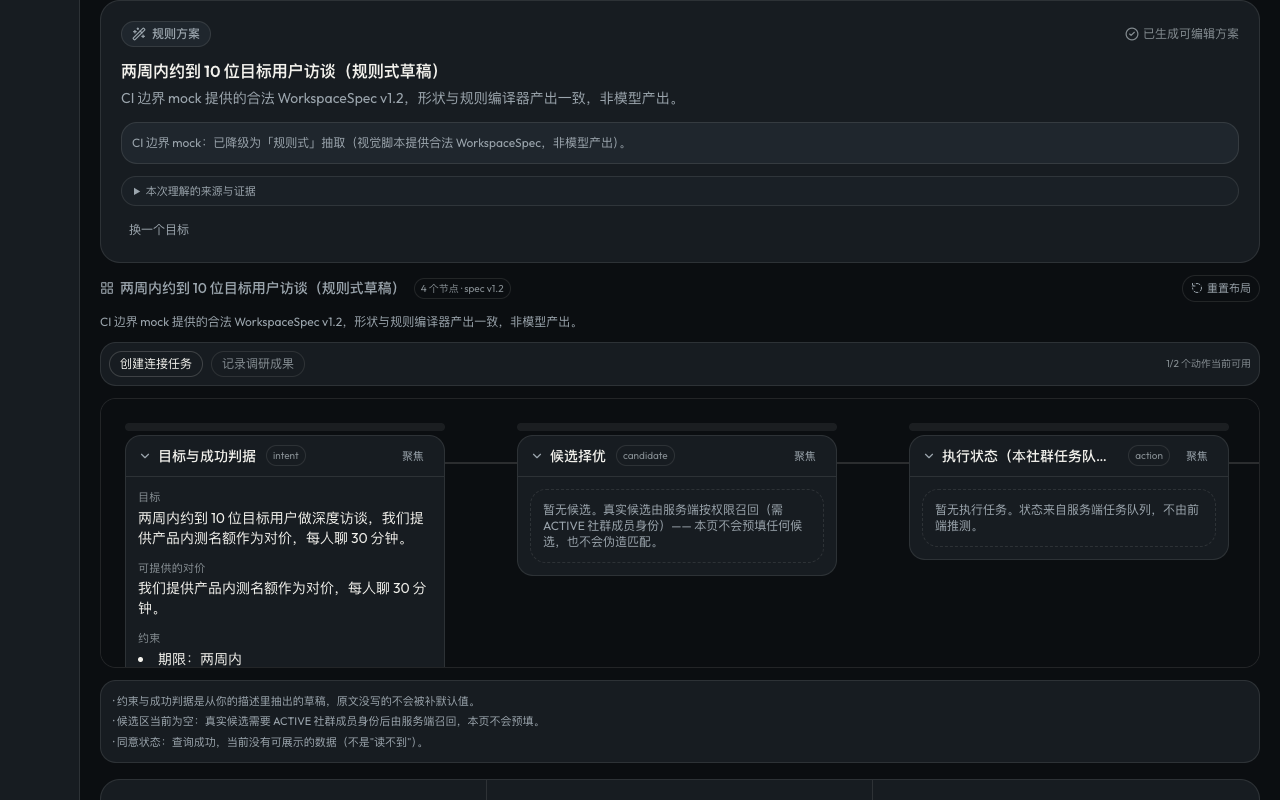 规则方案
已生成可编辑方案
两周内约到 10 位目标用户访谈（规则式草稿）
CI 边界 mock 提供的合法 WorkspaceSpec v1.2，形状与规则编译器产出一致，非模型产出。
CI 边界 mock：已降级为「规则式」抽取（视觉脚本提供合法 WorkspaceSpec，非模型产出）。
本次理解的来源与证据
换一个目标
两周内约到 10 位目标用户访谈（规则式草稿）
4 个节点 · spec v1.2
重置布局
CI 边界 mock 提供的合法 WorkspaceSpec v1.2，形状与规则编译器产出一致，非模型产出。
创建连接任务
记录调研成果
1/2 个动作当前可用
目标与成功判据
intent
聚焦
目标
两周内约到 10 位目标用户做深度访谈，我们提
供产品内测名额作为对价，每人聊 30 分钟。
可提供的对价
我们提供产品内测名额作为对价，每人聊 30 分
钟。
约束
• 期限：两周内
候选择优
candidate
聚焦
暂无候选。真实候选由服务端按权限召回（需
ACTIVE 社群成员身份）—— 本页不会预填任何候
选，也不会伪造匹配。
执行状态（本社群任务队...
action
聚焦
暂无执行任务。状态来自服务端任务队列，不由前
端推测。
· 约束与成功判据是从你的描述里抽出的草稿，原文没写的不会被补默认值。
· 候选区当前为空：真实候选需要 ACTIVE 社群成员身份后由服务端召回，本页不会预填。
· 同意状态：查询成功，当前没有可展示的数据（不是“读不到”）。